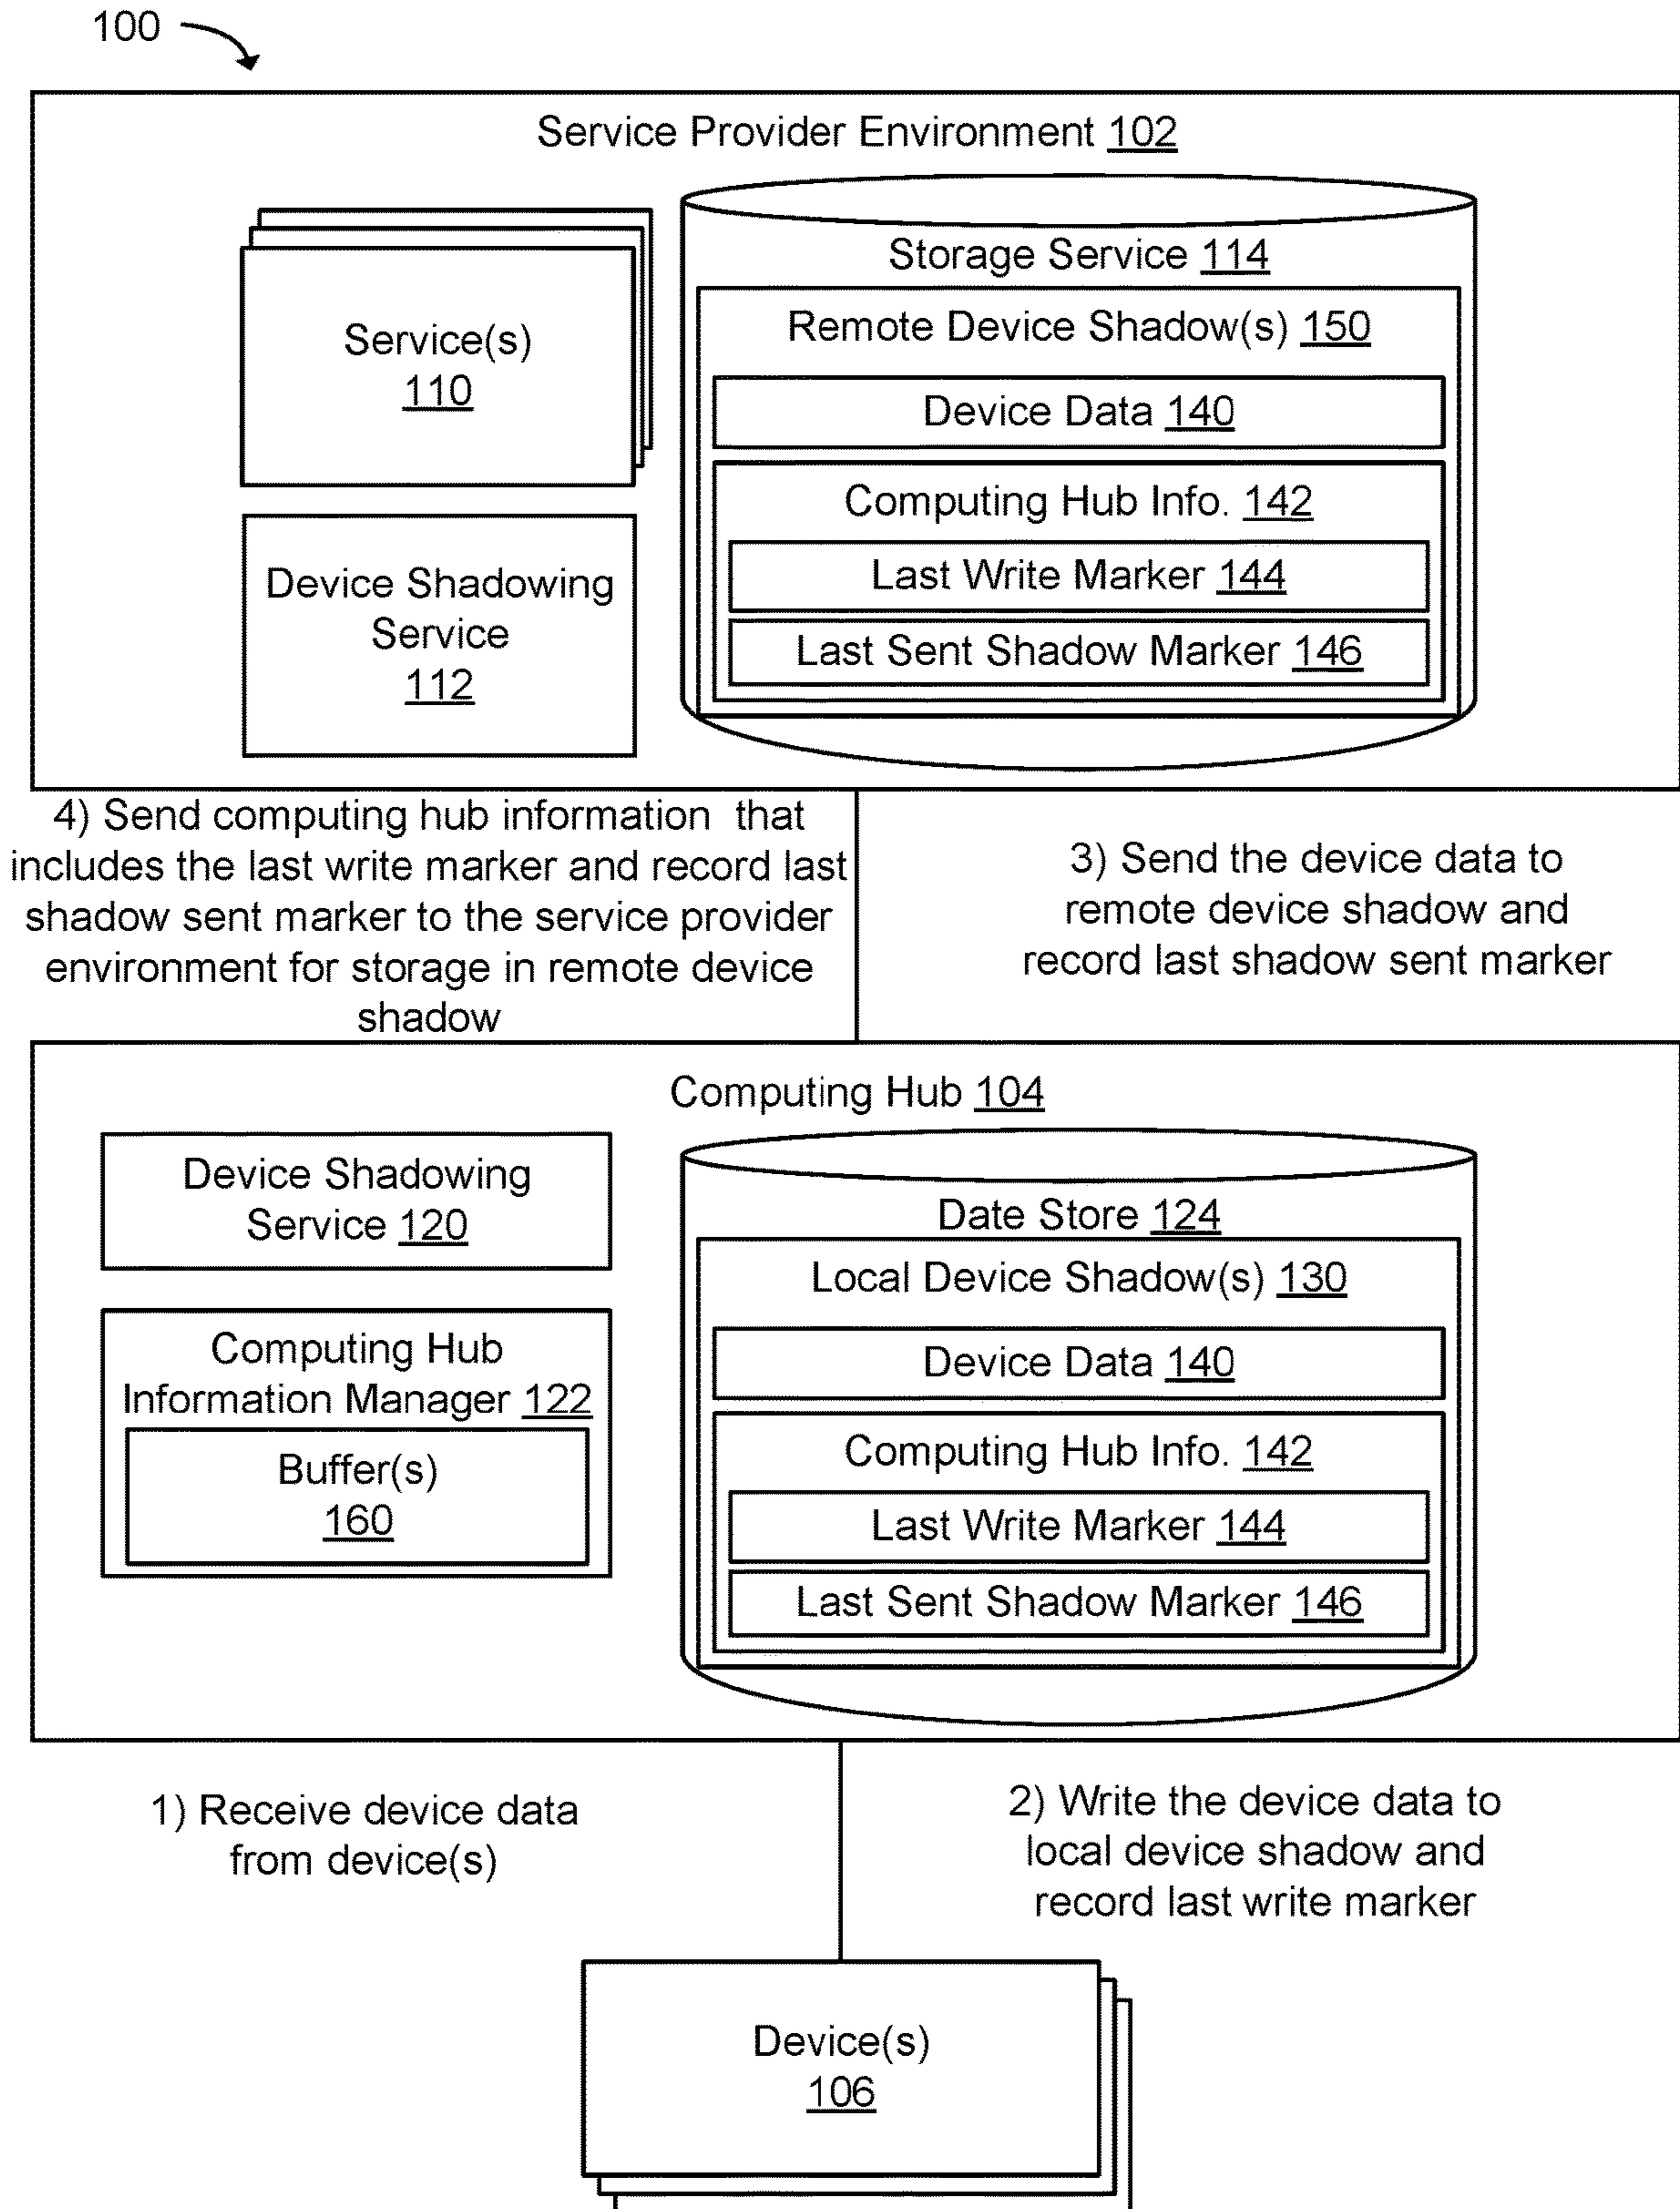 100
Service Provider Environment 102
Service(s)
110
Device Shadowing
Service
112
Storage Service 114
Remote Device Shadow(s) 150
Device Data 140
Computing Hub Info. 142
Last Write Marker 144
Last Sent Shadow Marker 146
4) Send computing hub information that
includes the last write marker and record last
shadow sent marker to the service provider
environment for storage in remote device
shadow
3) Send the device data to
remote device shadow and
record last shadow sent marker
Computing Hub 104
Device Shadowing
Service 120
Computing Hub
Information Manager 122
Buffer(s)
160
Date Store 124
Local Device Shadow(s) 130
Device Data 140
Computing Hub Info. 142
Last Write Marker 144
Last Sent Shadow Marker 146
1) Receive device data
from device(s)
2) Write the device data to
local device shadow and
record last write marker
Device(s)
106